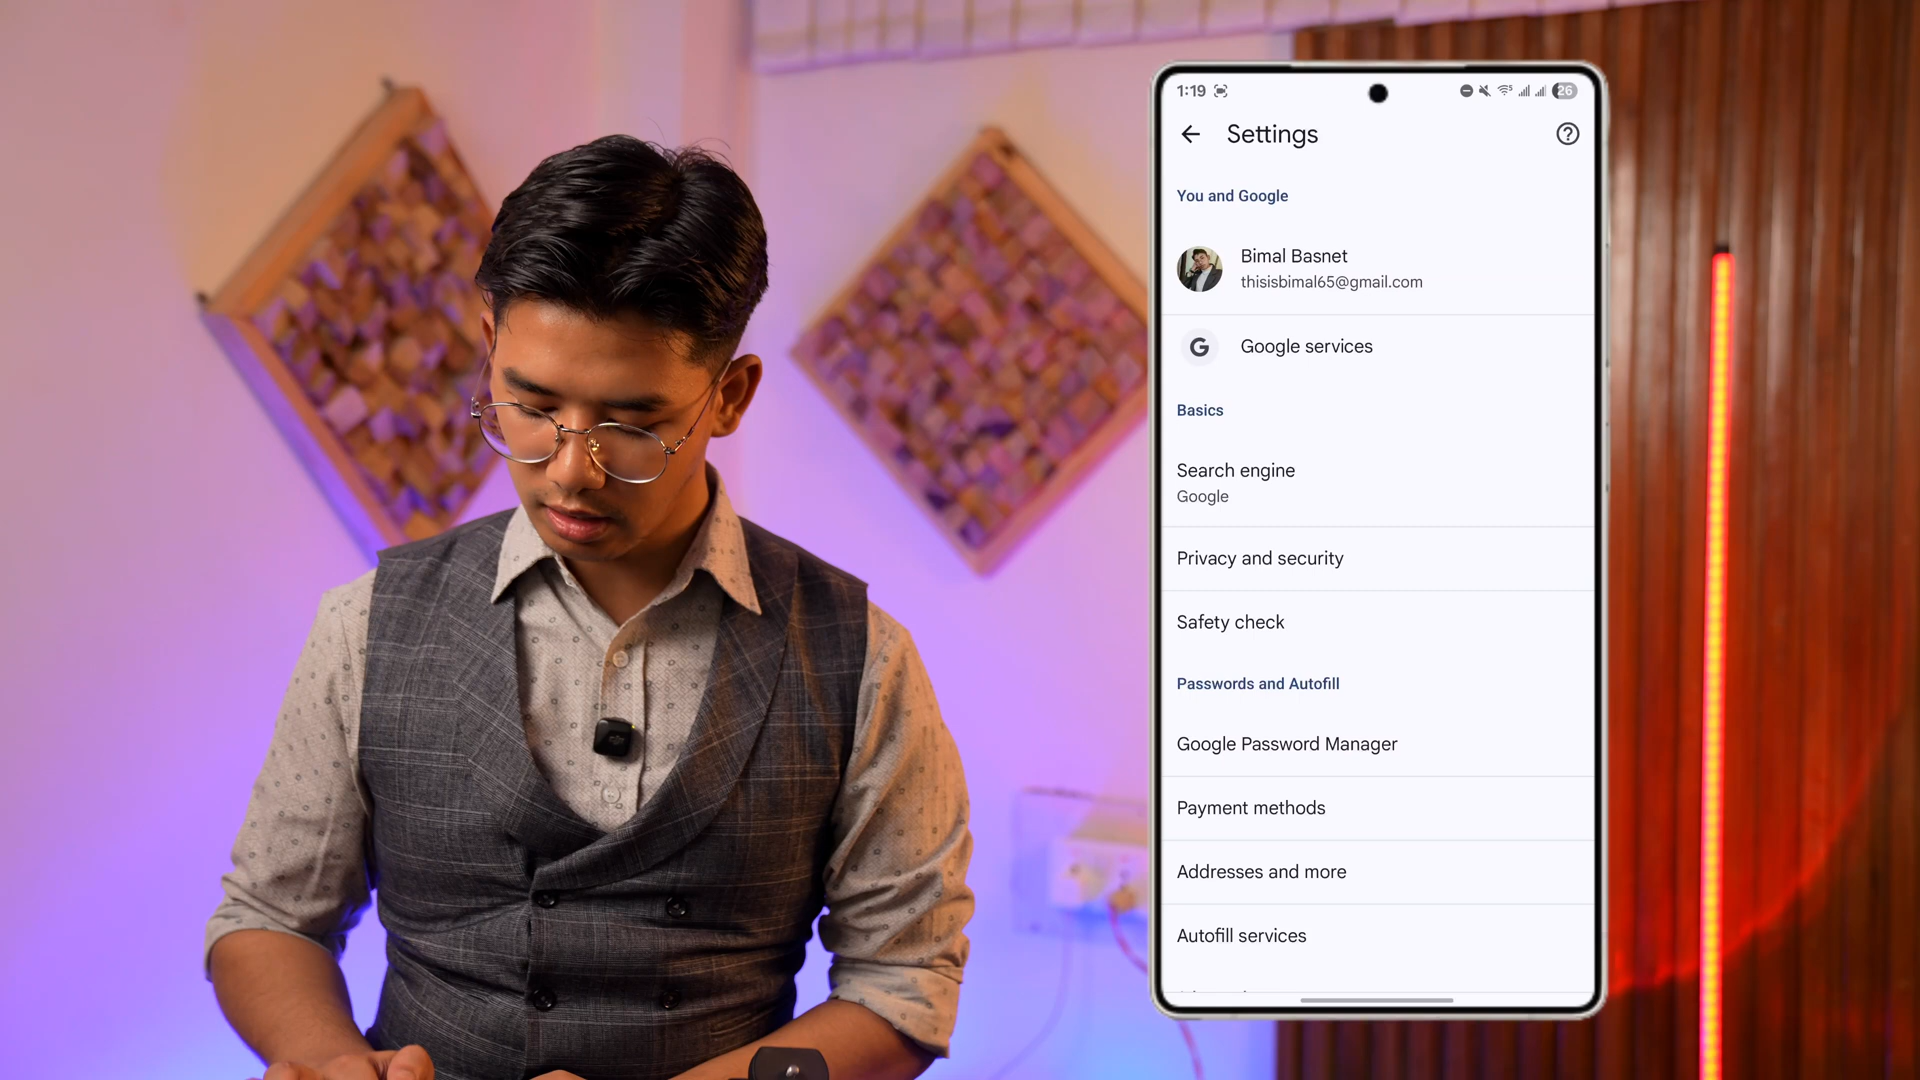 1:19
26
Settings
You and Google
Bimal Basnet
thisisbimal65@gmail.com
G
Google services
Basics
Search engine
Google
Privacy and security
Safety check
Passwords and Autofill
Google Password Manager
Payment methods
Addresses and more
Autofill services